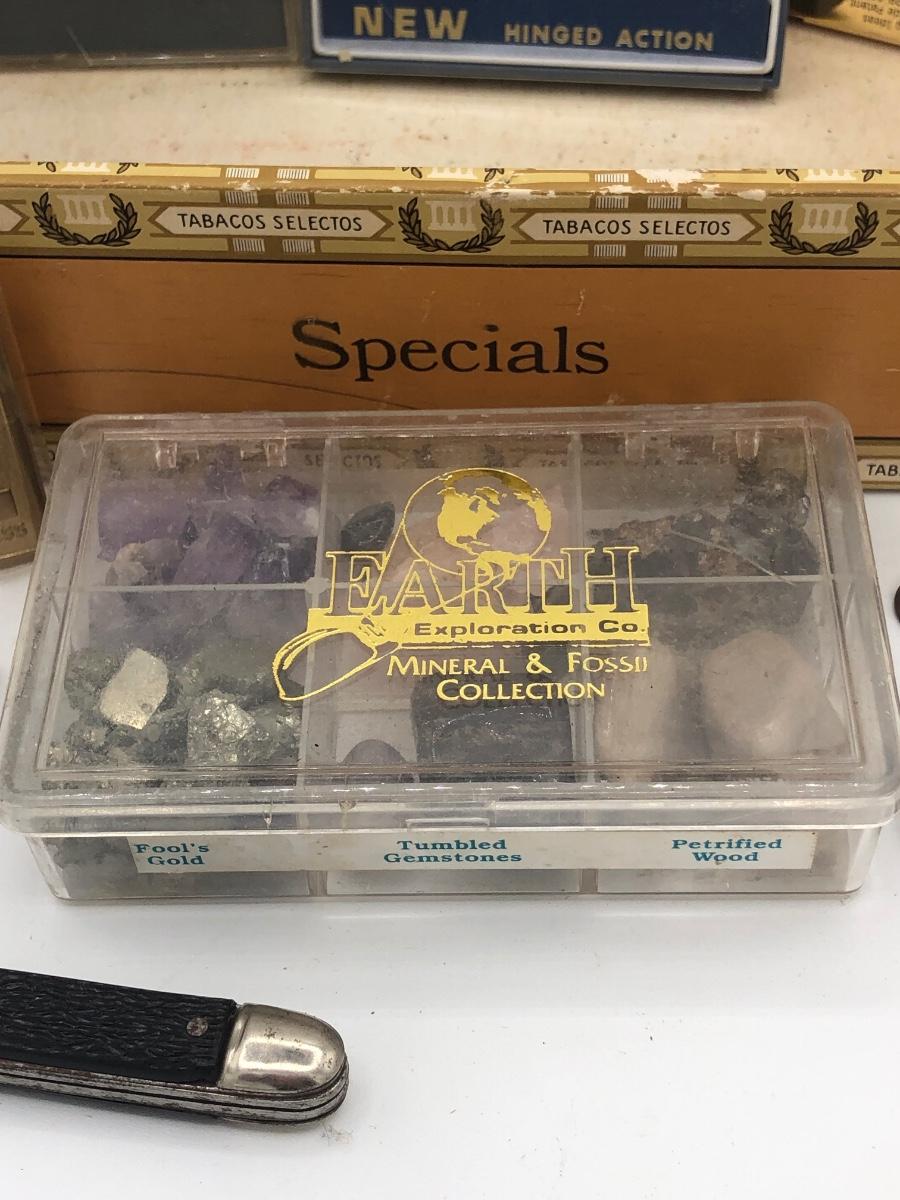 NEW HINGED ACTION
TABACOS SELECTOS TABACOS SELECTOS
Specials
TAB
EARTH
Exploration Co.
MINERAL & FOSSIL
COLLECTION
Fool's
Gold
Tumbled
Gemstones
Petrified
Wood